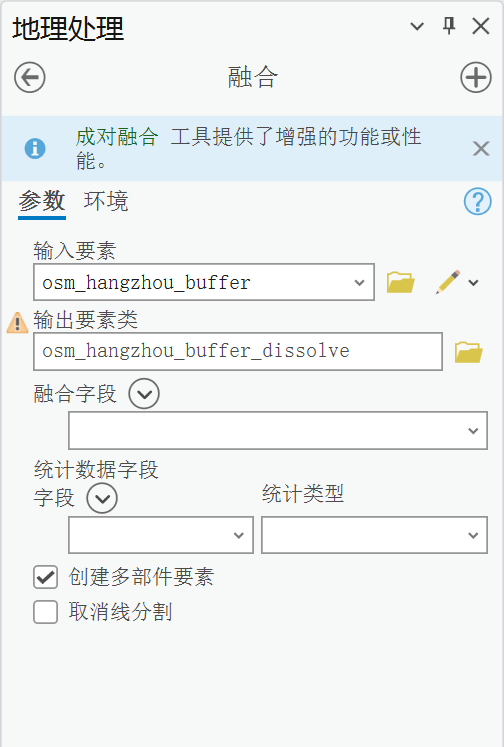 地理处理
融合
成对融合 工具提供了增强的功能或性
能。
参数 环境
输入要素
osm_hangzhou_buffer
输出要素类
osm_hangzhou_buffer_dissolve
融合字段
统计数据字段
字段 统计类型
创建多部件要素
取消线分割